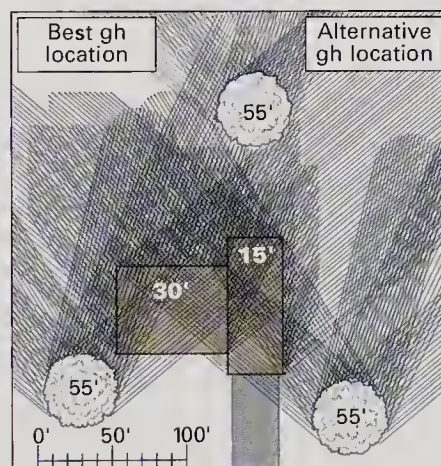 Best gh
location
Alternative
gh location
55'
15'
30'
55'
55'
0' 50' 100'